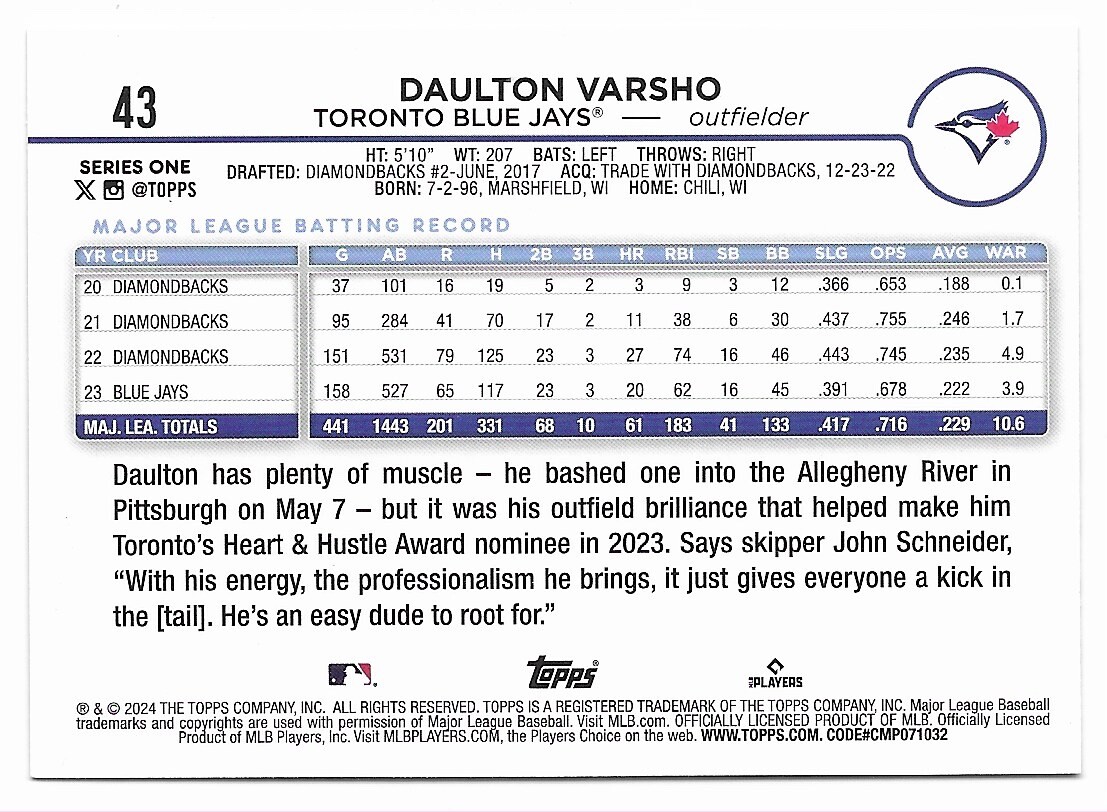 43
DAULTON VARSHO
TORONTO BLUE JAYS® — outfielder
SERIES ONE
@TOPPS
HT: 5'10" WT: 207 BATS: LEFT THROWS: RIGHT
DRAFTED: DIAMONDBACKS #2-JUNE, 2017 ACQ: TRADE WITH DIAMONDBACKS, 12-23-22
BORN: 7-2-96, MARSHFIELD, WI HOME: CHILI, WI
MAJOR LEAGUE BATTING RECORD
YR CLUB G AB R H 2B 3B HR RBI SB BB SLG OPS AVG WAR
20 DIAMONDBACKS 37 101 16 19 5 2 3 9 3 12 .366 .653 .188 0.1
21 DIAMONDBACKS 95 284 41 70 17 2 11 38 6 30 .437 .755 .246 1.7
22 DIAMONDBACKS 151 531 79 125 23 3 27 74 16 46 .443 .745 .235 4.9
23 BLUE JAYS 158 527 65 117 23 3 20 62 16 45 .391 .678 .222 3.9
MAJ. LEA. TOTALS 441 1443 201 331 68 10 61 183 41 133 .417 .716 .229 10.6
Daulton has plenty of muscle – he bashed one into the Allegheny River in
Pittsburgh on May 7 – but it was his outfield brilliance that helped make him
Toronto's Heart & Hustle Award nominee in 2023. Says skipper John Schneider,
“With his energy, the professionalism he brings, it just gives everyone a kick in
the [tail]. He's an easy dude to root for.”
Topps®
MLB PLAYERS
® & © 2024 THE TOPPS COMPANY, INC. ALL RIGHTS RESERVED. TOPPS IS A REGISTERED TRADEMARK OF THE TOPPS COMPANY, INC. Major League Baseball
trademarks and copyrights are used with permission of Major League Baseball. Visit MLB.com. OFFICIALLY LICENSED PRODUCT OF MLB. Officially Licensed
Product of MLB Players, Inc. Visit MLBPLAYERS.COM, the Players Choice on the web. WWW.TOPPS.COM. CODE#CMP071032